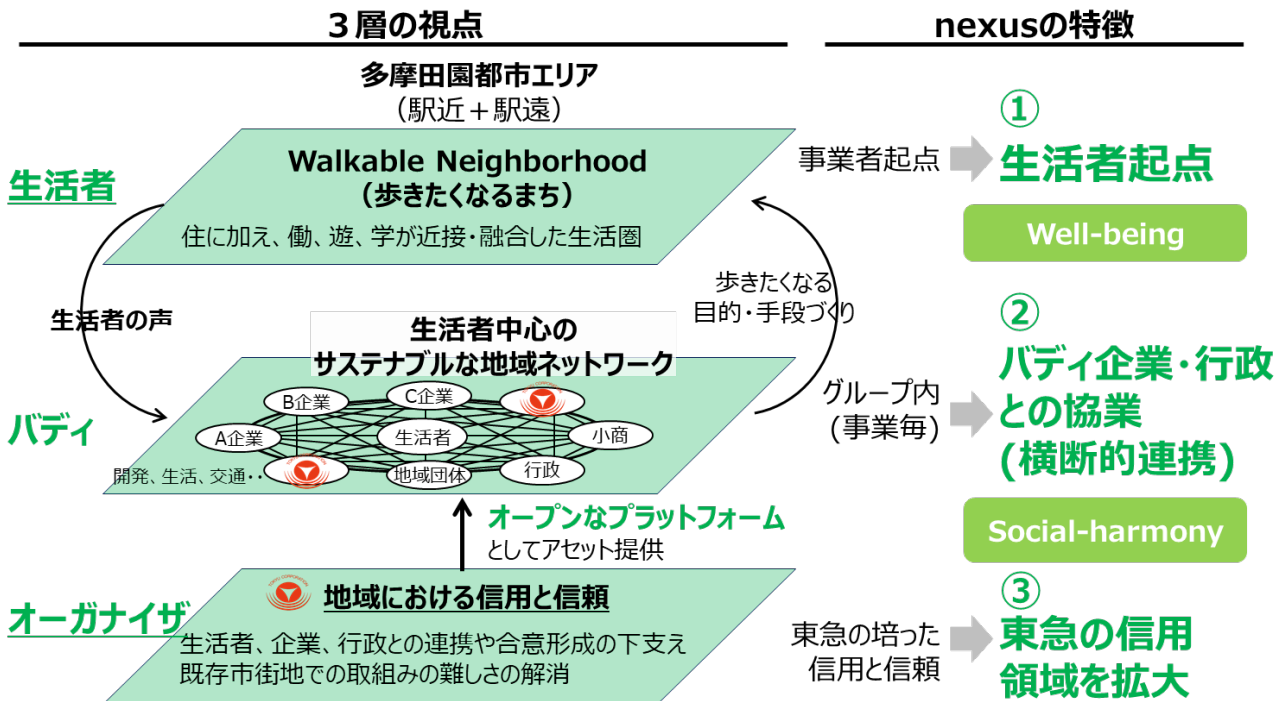 ３層の視点
nexusの特徴
多摩田園都市エリア
（駅近＋駅遠）
生活者
Walkable Neighborhood
（歩きたくなるまち）
住に加え、働、遊、学が近接・融合した生活圏
事業者起点
①
生活者起点
Well-being
生活者の声
歩きたくなる
目的・手段づくり
生活者中心の
サステナブルな地域ネットワーク
バディ
B企業
C企業
A企業
生活者
小商
地域団体
行政
開発、生活、交通・・
グループ内
(事業毎)
②
バディ企業・行政
との協業
(横断的連携)
Social-harmony
オープンなプラットフォーム
としてアセット提供
オーガナイザ
TOKYU CORPORATION
地域における信用と信頼
生活者、企業、行政との連携や合意形成の下支え
既存市街地での取組みの難しさの解消
東急の培った
信用と信頼
③
東急の信用
領域を拡大